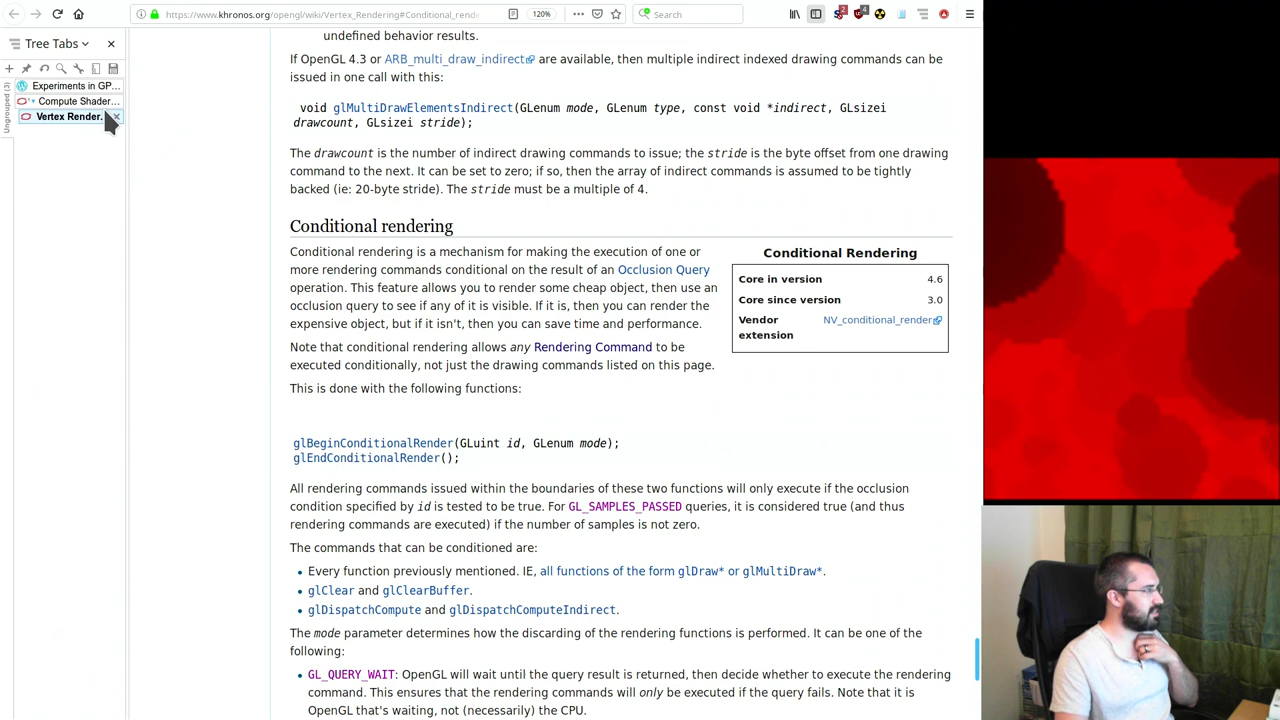 https://www.khronos.org/opengl/wiki/Vertex_Rendering#Conditional_rende
120%
Search
2
4
Tree Tabs
Ungrouped (3)
Experiments in GP...
Compute Shader...
Vertex Render.
undefined behavior results.
If OpenGL 4.3 or ARB_multi_draw_indirect are available, then multiple indirect indexed drawing commands can be
issued in one call with this:
void glMultiDrawElementsIndirect(GLenum mode, GLenum type, const void *indirect, GLsizei
drawcount, GLsizei stride);
The drawcount is the number of indirect drawing commands to issue; the stride is the byte offset from one drawing
command to the next. It can be set to zero; if so, then the array of indirect commands is assumed to be tightly
backed (ie: 20-byte stride). The stride must be a multiple of 4.
Conditional rendering
Conditional rendering is a mechanism for making the execution of one or
more rendering commands conditional on the result of an Occlusion Query
operation. This feature allows you to render some cheap object, then use an
occlusion query to see if any of it is visible. If it is, then you can render the
expensive object, but if it isn't, then you can save time and performance.
Note that conditional rendering allows any Rendering Command to be
executed conditionally, not just the drawing commands listed on this page.
This is done with the following functions:
Conditional Rendering
Core in version 4.6
Core since version 3.0
Vendor NV_conditional_render
extension
glBeginConditionalRender(GLuint id, GLenum mode);
glEndConditionalRender();
All rendering commands issued within the boundaries of these two functions will only execute if the occlusion
condition specified by id is tested to be true. For GL_SAMPLES_PASSED queries, it is considered true (and thus
rendering commands are executed) if the number of samples is not zero.
The commands that can be conditioned are:
• Every function previously mentioned. IE, all functions of the form glDraw* or glMultiDraw*.
• glClear and glClearBuffer.
• glDispatchCompute and glDispatchComputeIndirect.
The mode parameter determines how the discarding of the rendering functions is performed. It can be one of the
following:
• GL_QUERY_WAIT: OpenGL will wait until the query result is returned, then decide whether to execute the rendering
command. This ensures that the rendering commands will only be executed if the query fails. Note that it is
OpenGL that's waiting, not (necessarily) the CPU.